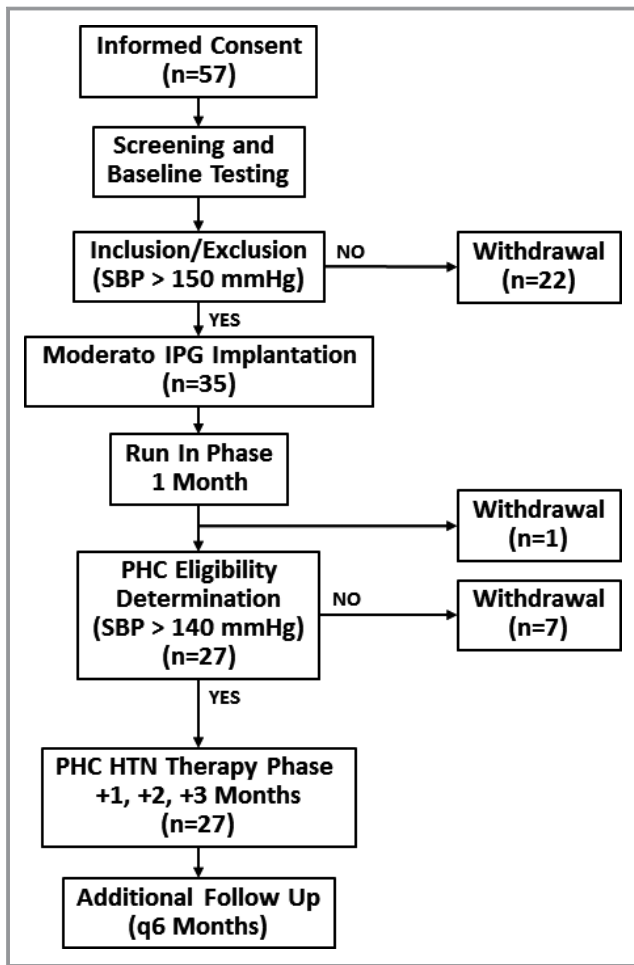 Informed Consent
(n=57)
Screening and
Baseline Testing
Inclusion/Exclusion
(SBP > 150 mmHg)
NO
Withdrawal
(n=22)
YES
Moderato IPG Implantation
(n=35)
Run In Phase
1 Month
Withdrawal
(n=1)
PHC Eligibility
Determination
(SBP > 140 mmHg)
(n=27)
NO
Withdrawal
(n=7)
YES
PHC HTN Therapy Phase
+1, +2, +3 Months
(n=27)
Additional Follow Up
(q6 Months)